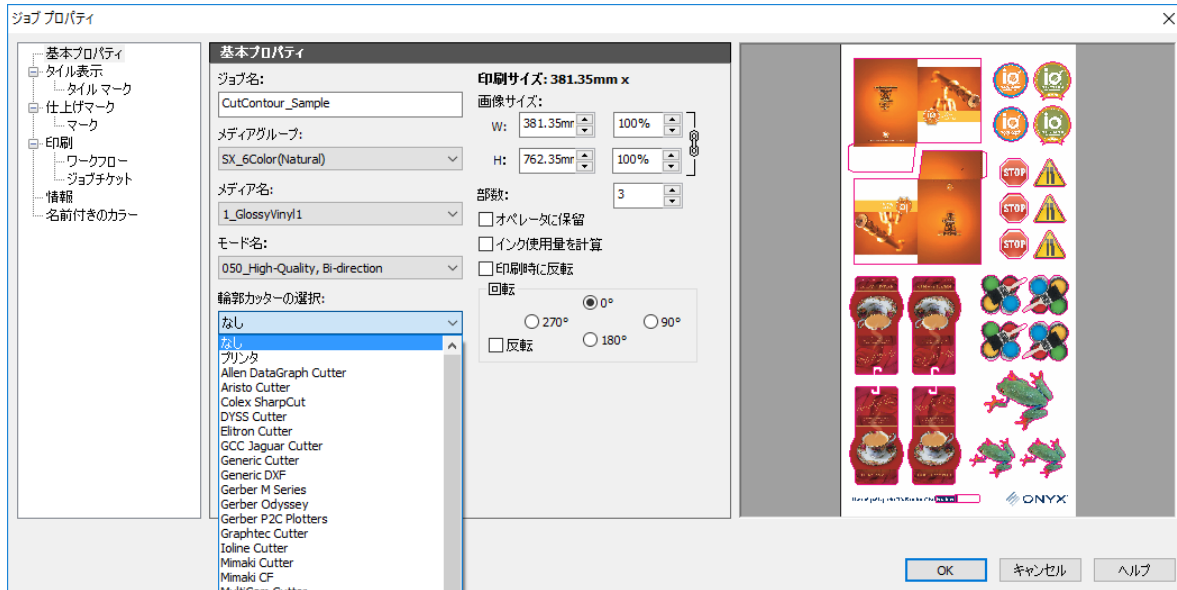 ジョブ プロパティ
基本プロパティ
タイル表示
タイル マーク
仕上げマーク
マーク
印刷
ワークフロー
ジョブチケット
情報
名前付きのカラー
基本プロパティ
ジョブ名:
CutContour_Sample
メディアグループ:
SX_6Color(Natural)
メディア名:
1_GlossyVinyl1
モード名:
050_High-Quality, Bi-direction
輪郭カッターの選択:
なし
なし
プリンタ
Allen DataGraph Cutter
Aristo Cutter
Colex SharpCut
DYSS Cutter
Elitron Cutter
GCC Jaguar Cutter
Generic Cutter
Generic DXF
Gerber M Series
Gerber Odyssey
Gerber P2C Plotters
Graphtec Cutter
Ioline Cutter
Mimaki Cutter
Mimaki CF
MultiCam Cutter
印刷サイズ: 381.35mm x
画像サイズ:
W: 381.35mm 100%
H: 762.35mm 100%
部数: 3
オペレータに保留
インク使用量を計算
印刷時に反転
回転
0°
270° 90°
反転 180°
io io
io io
STOP
STOP
STOP
ONYX
OK キャンセル ヘルプ